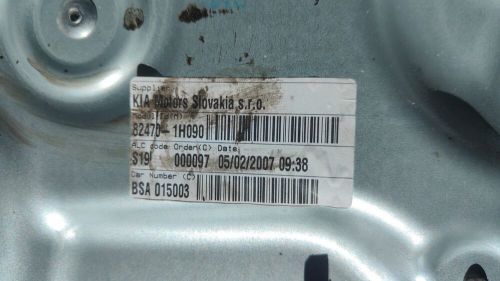 Supplier
KIA Motors Slovakia s.r.o.
82470-1H090
ALC code Order(C) Date
S19 000097 05/02/2007 09:38
Car Number (C)
BSA 015003